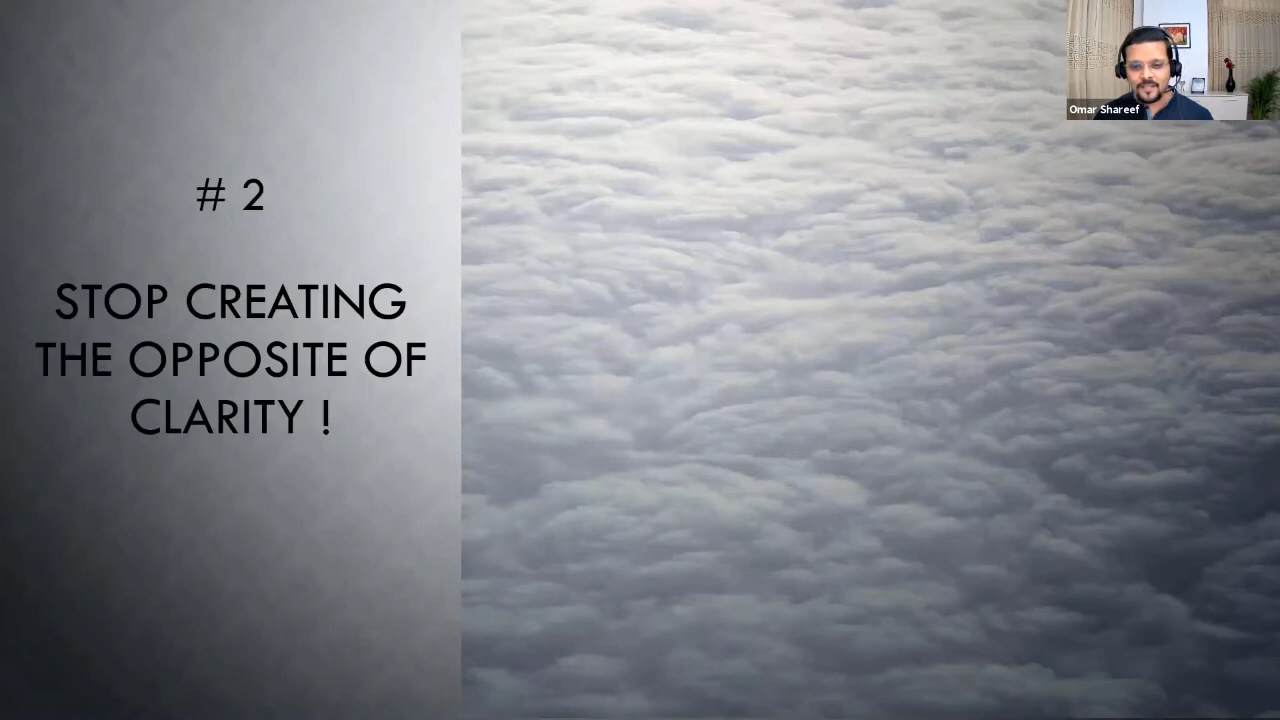 # 2
STOP CREATING
THE OPPOSITE OF
CLARITY !
Omar Shareef